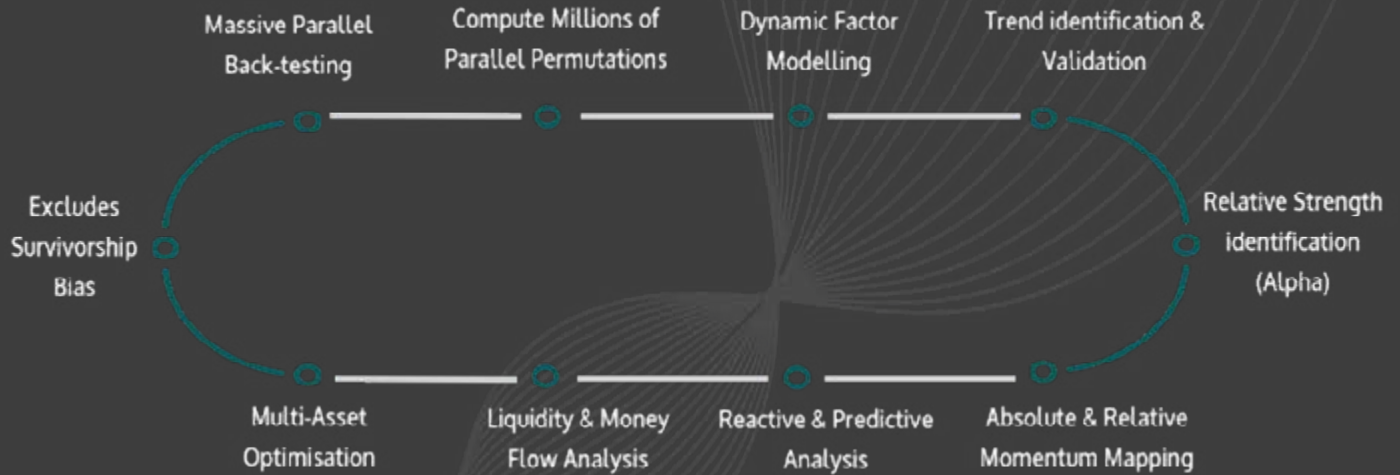 Massive Parallel
Back-testing
Compute Millions of
Parallel Permutations
Dynamic Factor
Modelling
Trend identification &
Validation
Excludes
Survivorship
Bias
Relative Strength
identification
(Alpha)
Multi-Asset
Optimisation
Liquidity & Money
Flow Analysis
Reactive & Predictive
Analysis
Absolute & Relative
Momentum Mapping